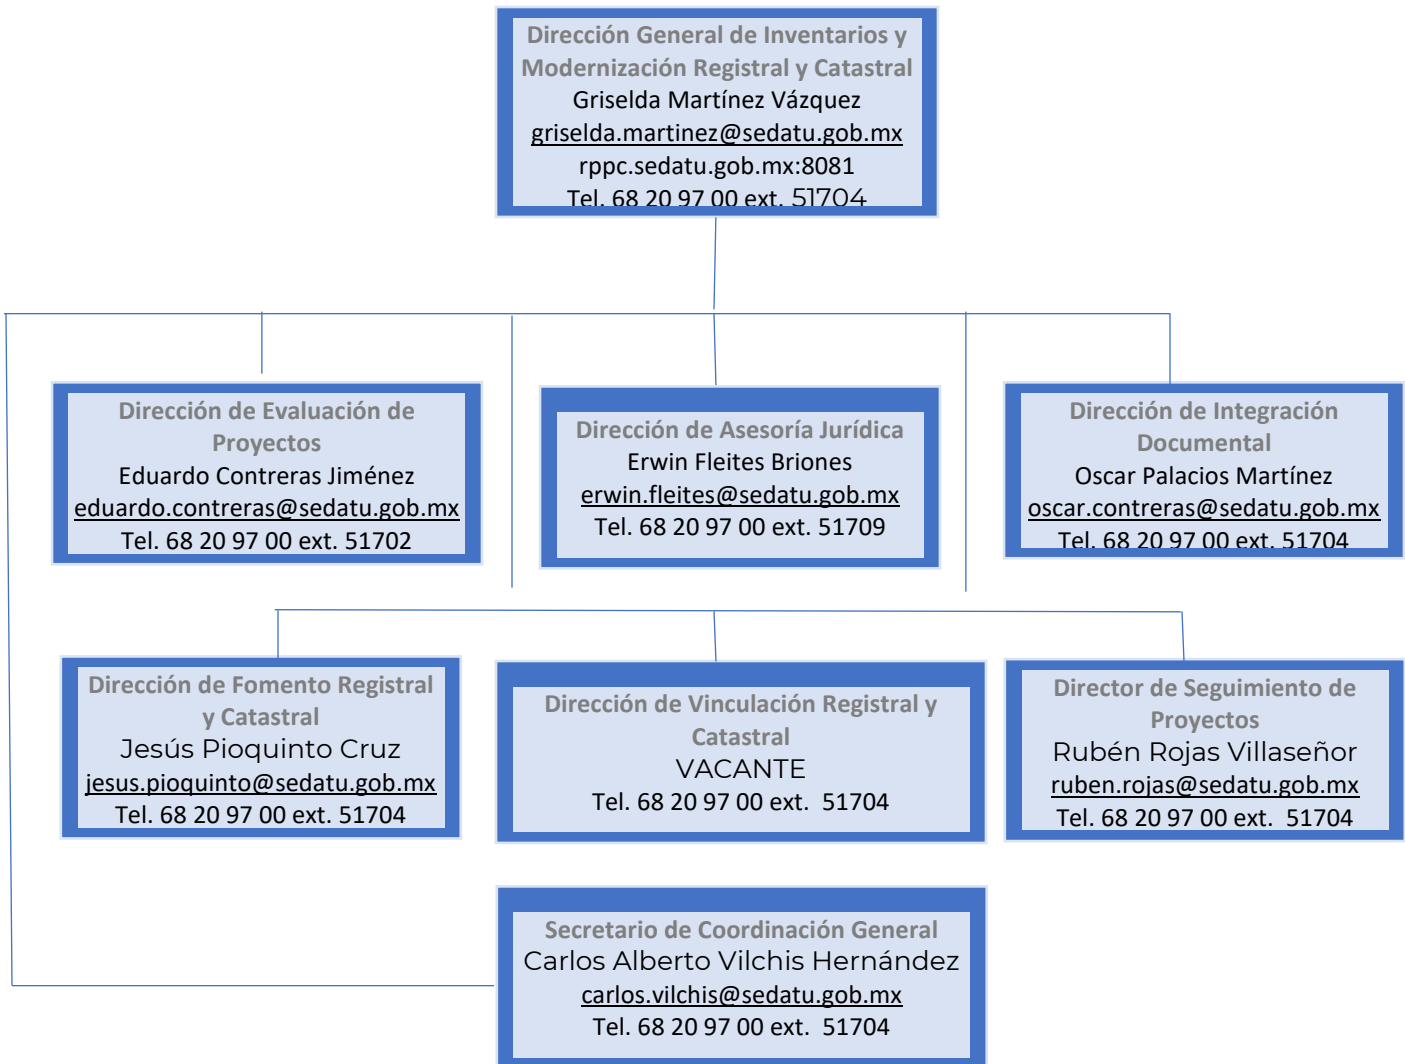 Dirección General de Inventarios y
Modernización Registral y Catastral
Griselda Martínez Vázquez
griselda.martinez@sedatu.gob.mx
rppc.sedatu.gob.mx:8081
Tel. 68 20 97 00 ext. 51704
Dirección de Evaluación de
Proyectos
Eduardo Contreras Jiménez
eduardo.contreras@sedatu.gob.mx
Tel. 68 20 97 00 ext. 51702
Dirección de Asesoría Jurídica
Erwin Fleites Briones
erwin.fleites@sedatu.gob.mx
Tel. 68 20 97 00 ext. 51709
Dirección de Integración
Documental
Oscar Palacios Martínez
oscar.contreras@sedatu.gob.mx
Tel. 68 20 97 00 ext. 51704
Dirección de Fomento Registral
y Catastral
Jesús Pioquinto Cruz
jesus.pioquinto@sedatu.gob.mx
Tel. 68 20 97 00 ext. 51704
Dirección de Vinculación Registral y
Catastral
VACANTE
Tel. 68 20 97 00 ext.  51704
Director de Seguimiento de
Proyectos
Rubén Rojas Villaseñor
ruben.rojas@sedatu.gob.mx
Tel. 68 20 97 00 ext.  51704
Secretario de Coordinación General
Carlos Alberto Vilchis Hernández
carlos.vilchis@sedatu.gob.mx
Tel. 68 20 97 00 ext.  51704